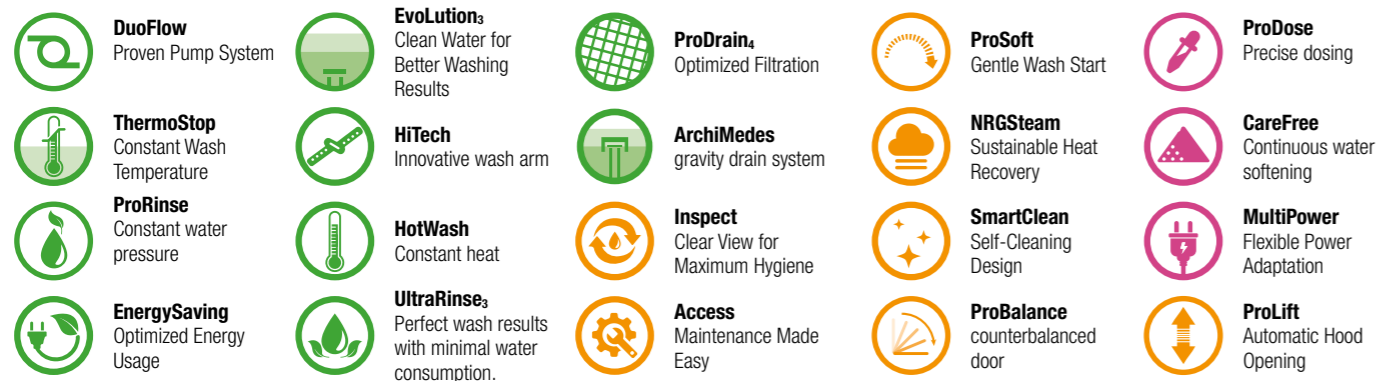 DuoFlow
Proven Pump System
ThermoStop
Constant Wash
Temperature
ProRinse
Constant water
pressure
EnergySaving
Optimized Energy
Usage
EvoLution₃
Clean Water for
Better Washing
Results
HiTech
Innovative wash arm
HotWash
Constant heat
UltraRinse₃
Perfect wash results
with minimal water
consumption.
ProDrain₄
Optimized Filtration
ArchiMedes
gravity drain system
Inspect
Clear View for
Maximum Hygiene
Access
Maintenance Made
Easy
ProSoft
Gentle Wash Start
NRGSteam
Sustainable Heat
Recovery
SmartClean
Self-Cleaning
Design
ProBalance
counterbalanced
door
ProDose
Precise dosing
CareFree
Continuous water
softening
MultiPower
Flexible Power
Adaptation
ProLift
Automatic Hood
Opening